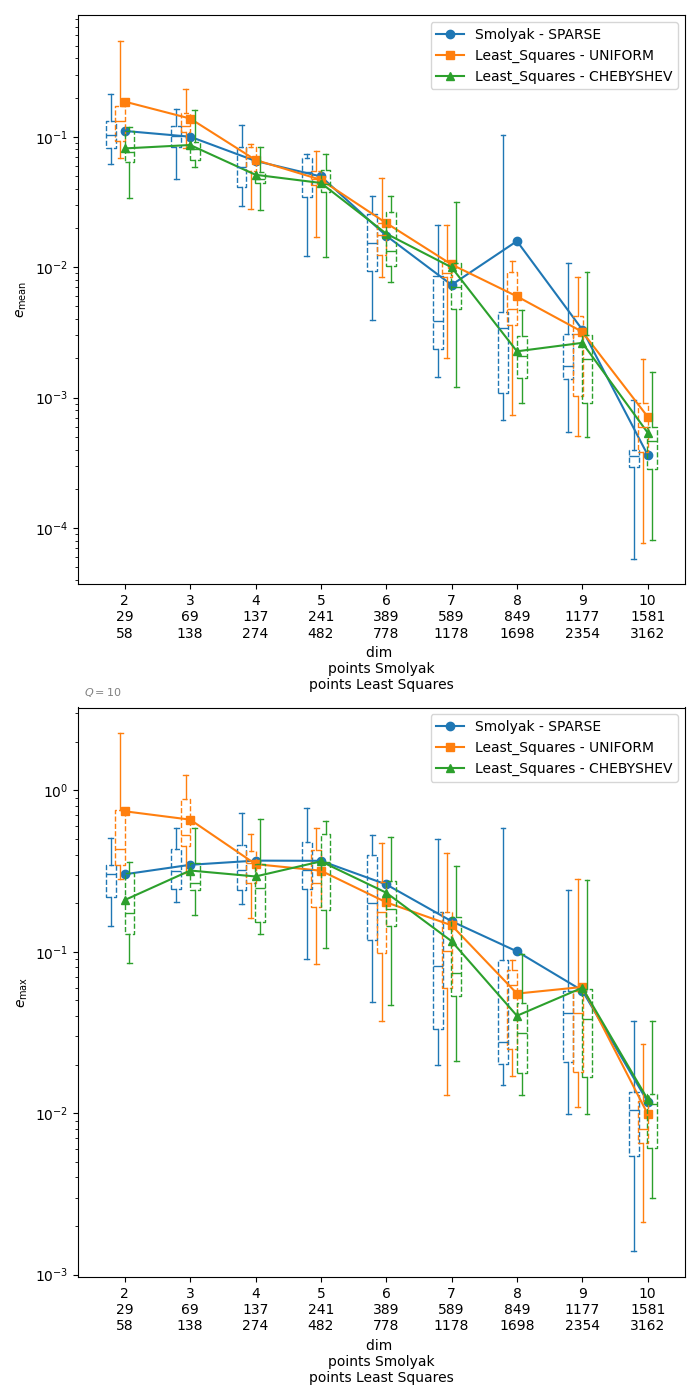 Smolyak - SPARSE
Least_Squares - UNIFORM
Least_Squares - CHEBYSHEV
10⁻¹
10⁻²
10⁻³
10⁻⁴
e_mean
2 3 4 5 6 7 8 9 10
29 69 137 241 389 589 849 1177 1581
58 138 274 482 778 1178 1698 2354 3162
dim
points Smolyak
points Least Squares
Q = 10
Smolyak - SPARSE
Least_Squares - UNIFORM
Least_Squares - CHEBYSHEV
10⁰
10⁻¹
10⁻²
10⁻³
e_max
2 3 4 5 6 7 8 9 10
29 69 137 241 389 589 849 1177 1581
58 138 274 482 778 1178 1698 2354 3162
dim
points Smolyak
points Least Squares